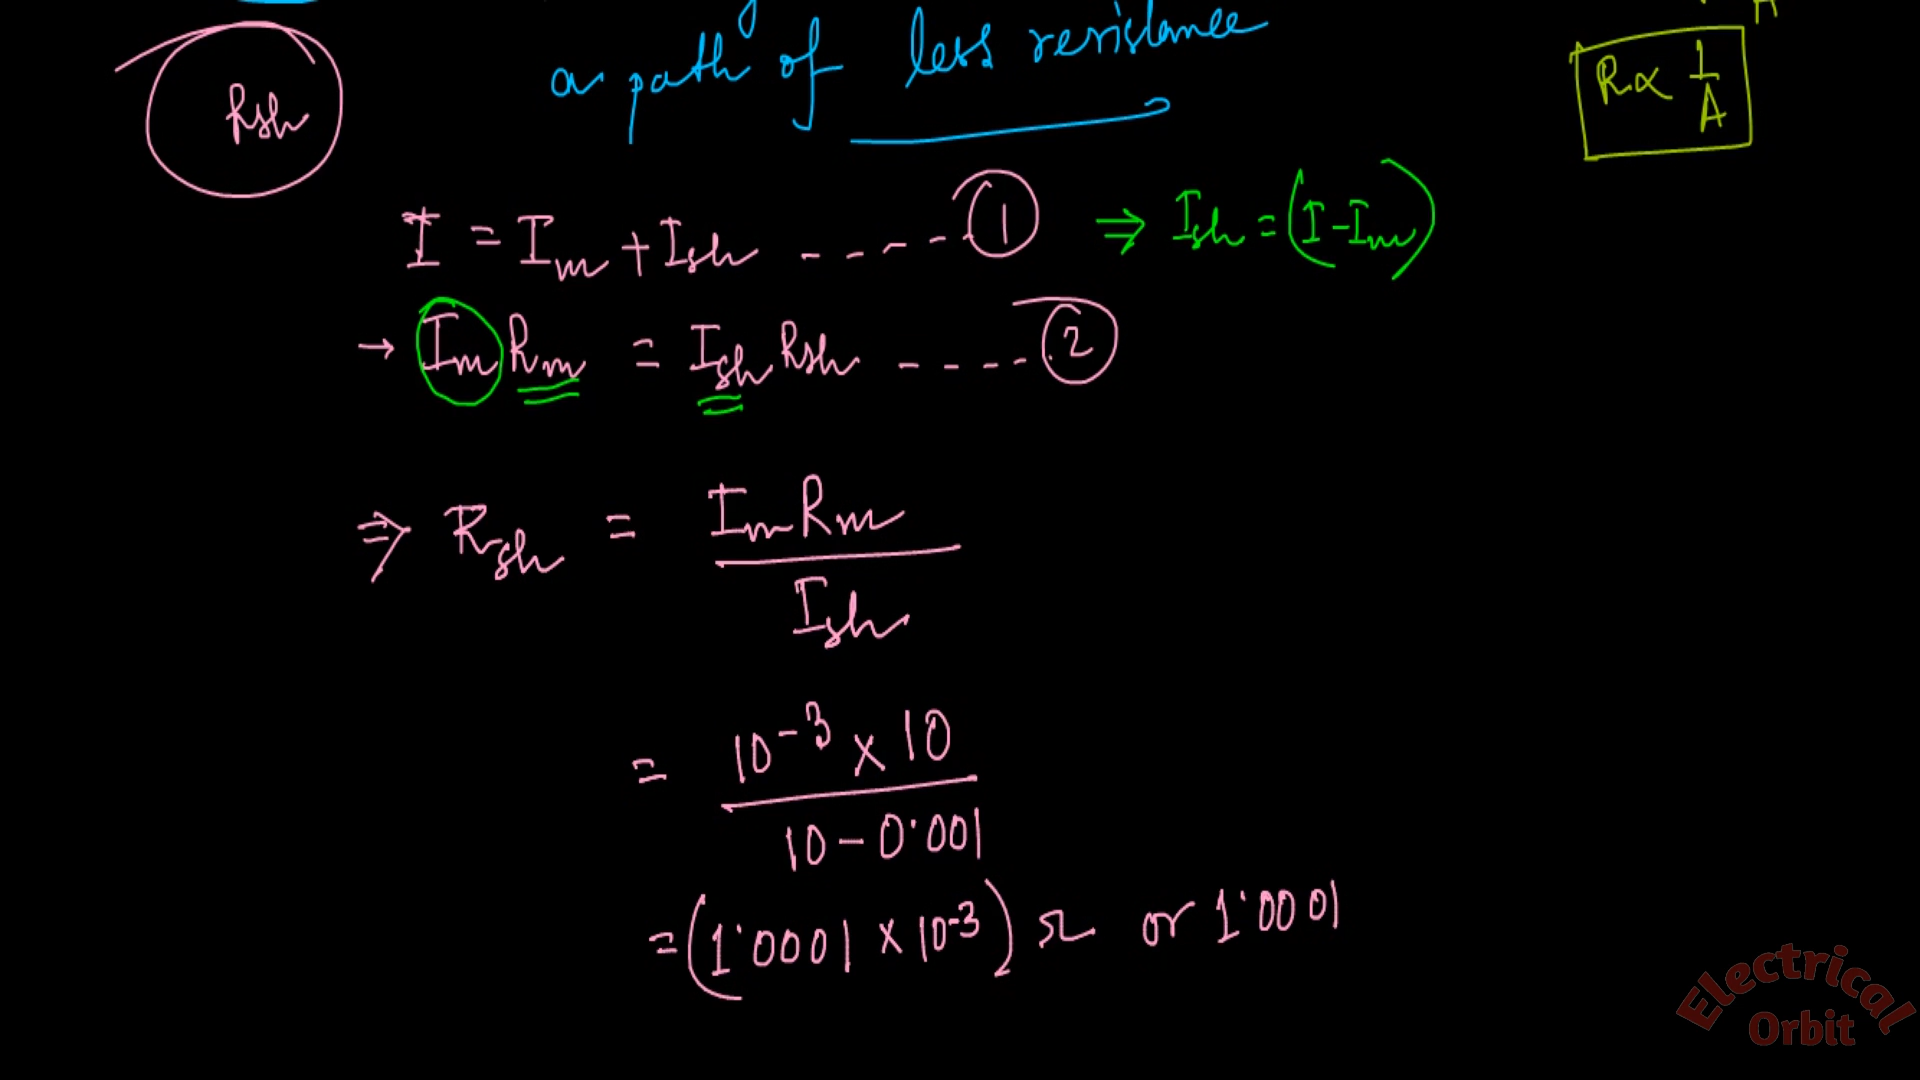 a path of less resistance
R ∝ 1/A
Rsh
I = Im + Ish ----- ① ⇒ Ish = (I - Im)
→ Im Rm = Ish Rsh ---- ②
⇒ Rsh = Im Rm / Ish
= 10⁻³ × 10 / 10 - 0.001
= (1.0001 × 10⁻³) Ω or 1.0001
Electrical
Orbit